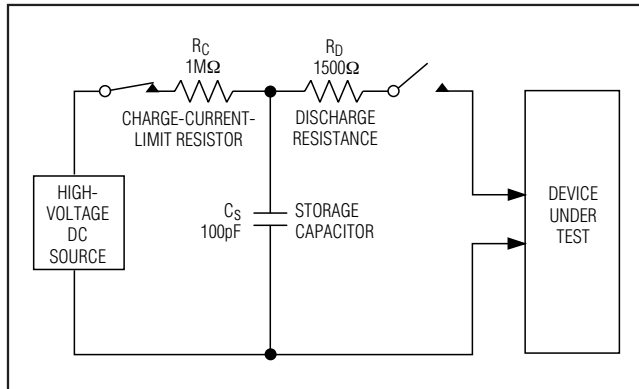 R_C
1MΩ
CHARGE-CURRENT-
LIMIT RESISTOR
R_D
1500Ω
DISCHARGE
RESISTANCE
HIGH-
VOLTAGE
DC
SOURCE
C_S
100pF
STORAGE
CAPACITOR
DEVICE
UNDER
TEST